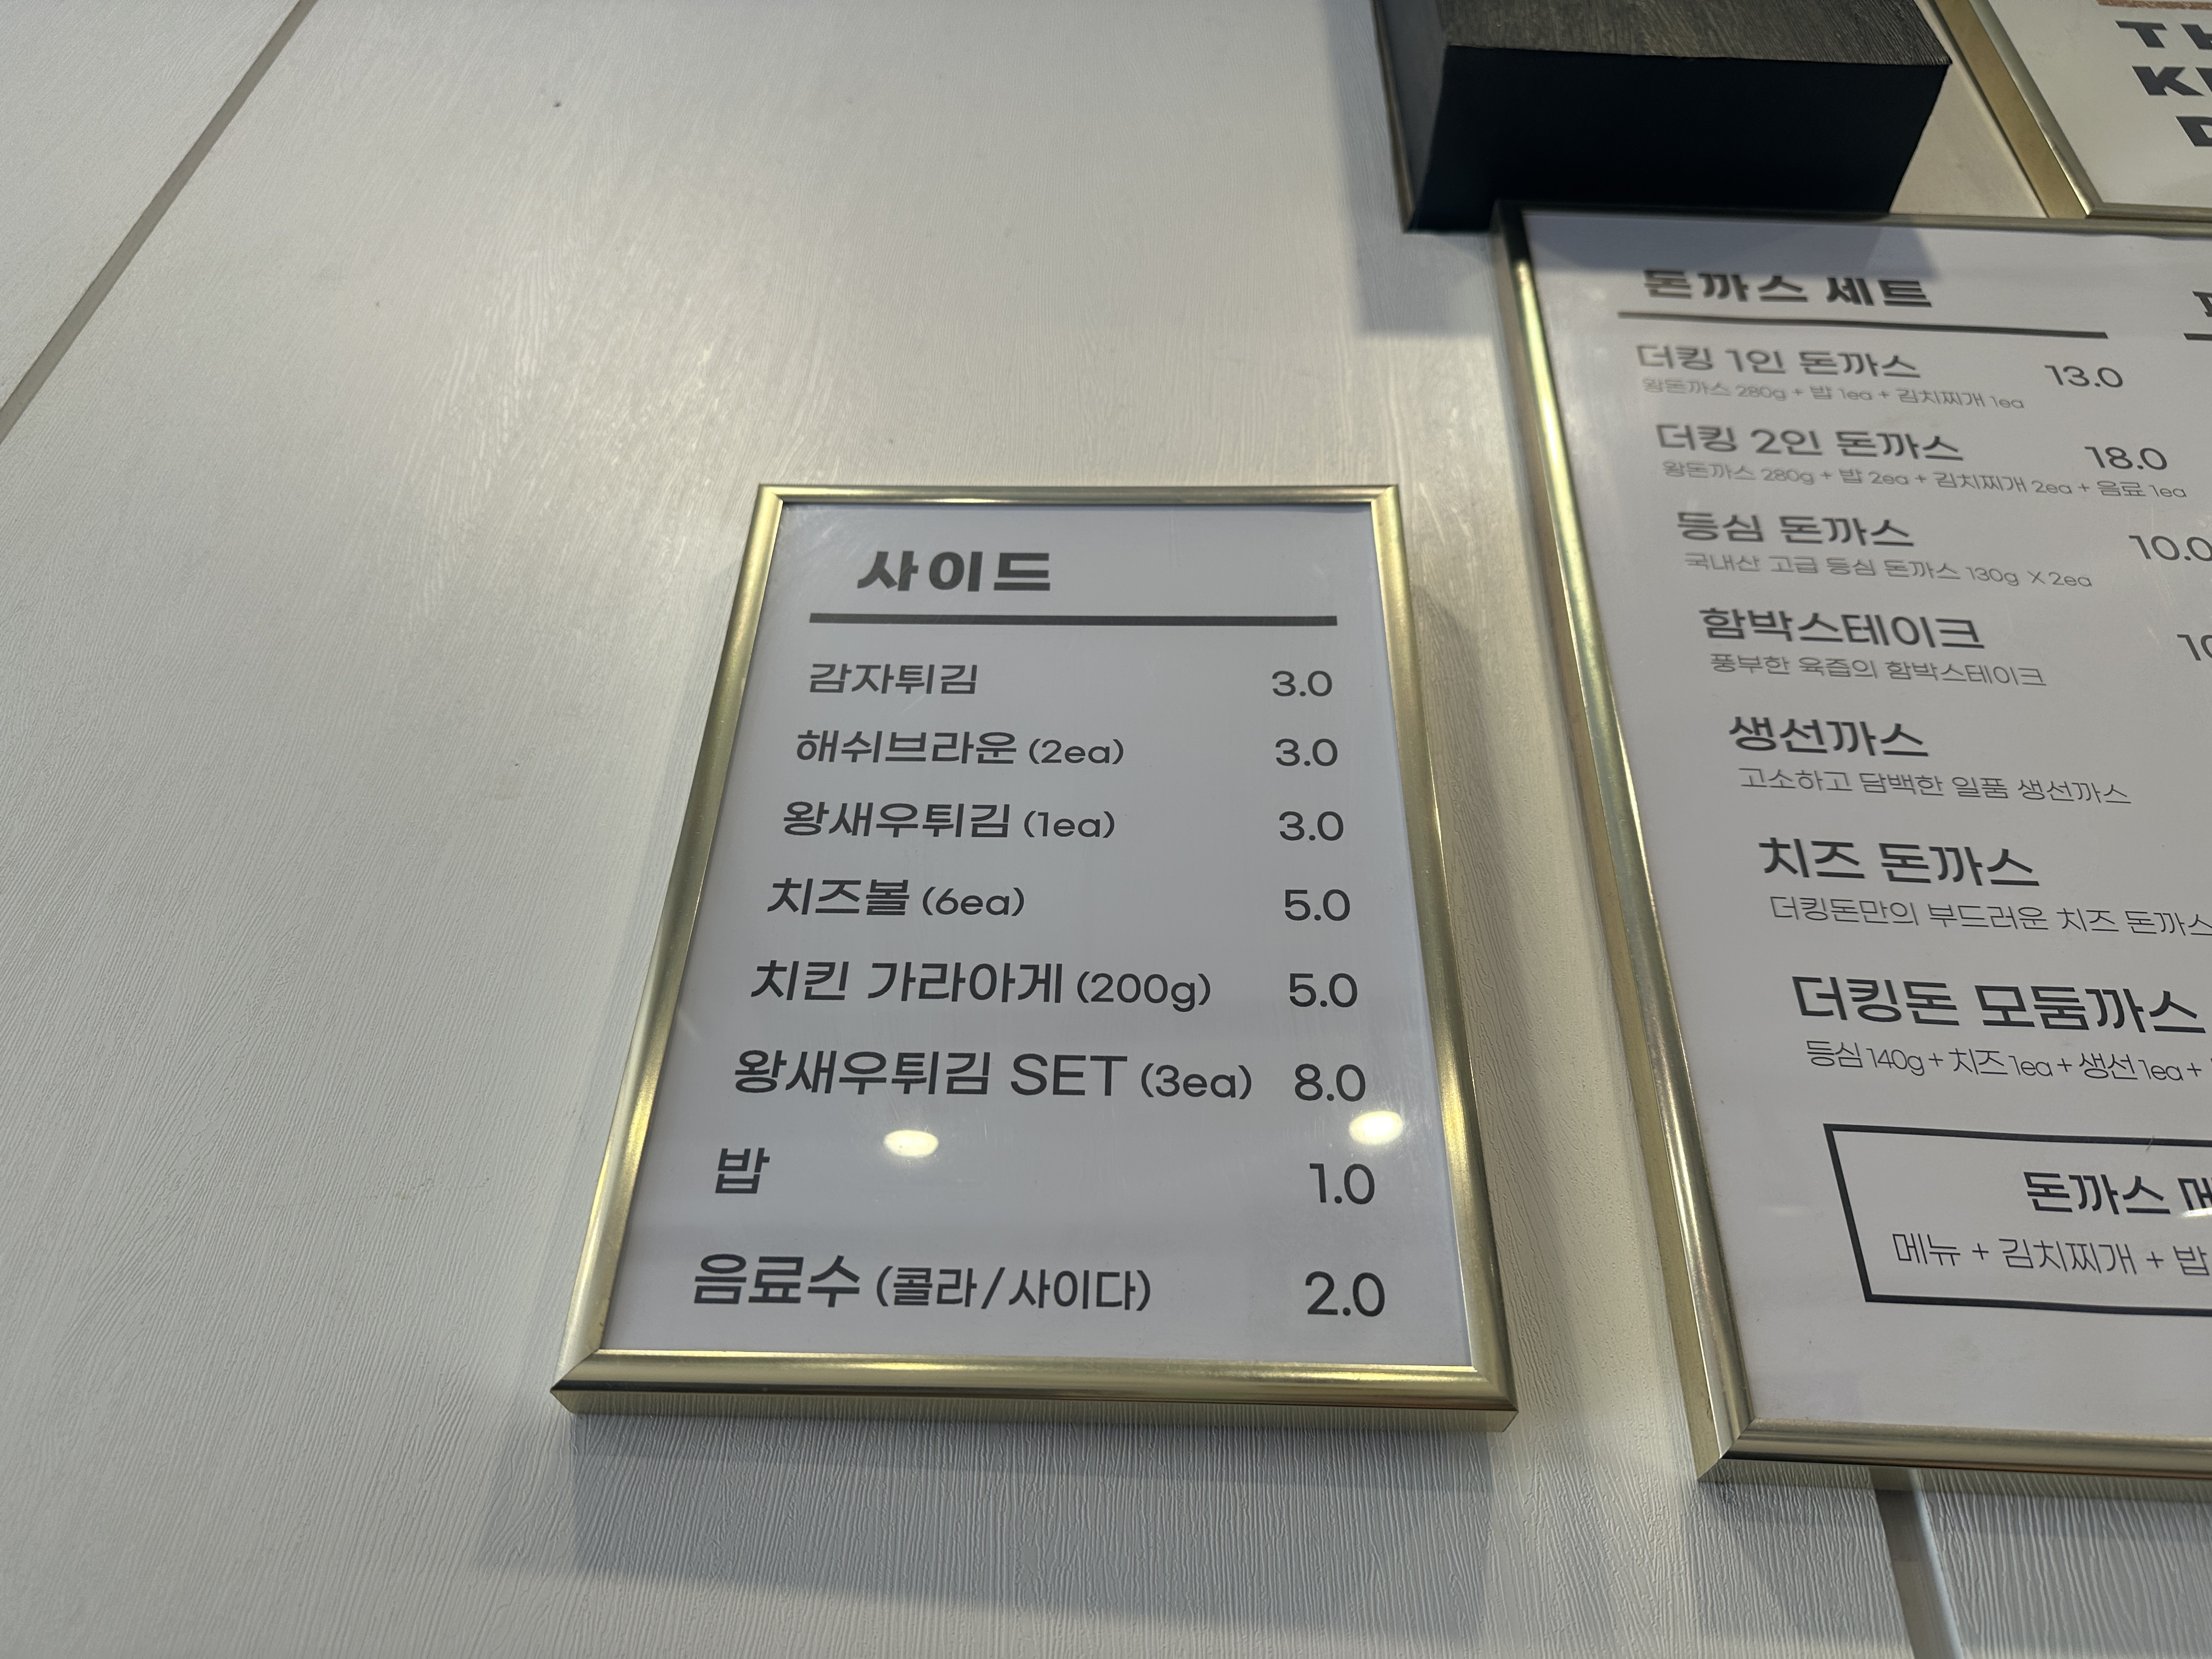 사이드
감자튀김 3.0
해쉬브라운 (2ea) 3.0
왕새우튀김 (1ea) 3.0
치즈볼 (6ea) 5.0
치킨 가라아게 (200g) 5.0
왕새우튀김 SET (3ea) 8.0
밥 1.0
음료수 (콜라/사이다) 2.0
돈까스 세트
더킹 1인 돈까스 13.0
왕돈까스 280g + 밥 1ea + 김치찌개 1ea
더킹 2인 돈까스 18.0
왕돈까스 280g + 밥 2ea + 김치찌개 2ea + 음료 1ea
등심 돈까스 10.0
국내산 고급 등심 돈까스 130g X 2ea
함박스테이크
풍부한 육즙의 함박스테이크
생선까스
고소하고 담백한 일품 생선까스
치즈 돈까스
더킹돈만의 부드러운 치즈 돈까스
더킹돈 모둠까스
등심 140g + 치즈 1ea + 생선 1ea +
돈까스
메뉴 + 김치찌개 + 밥